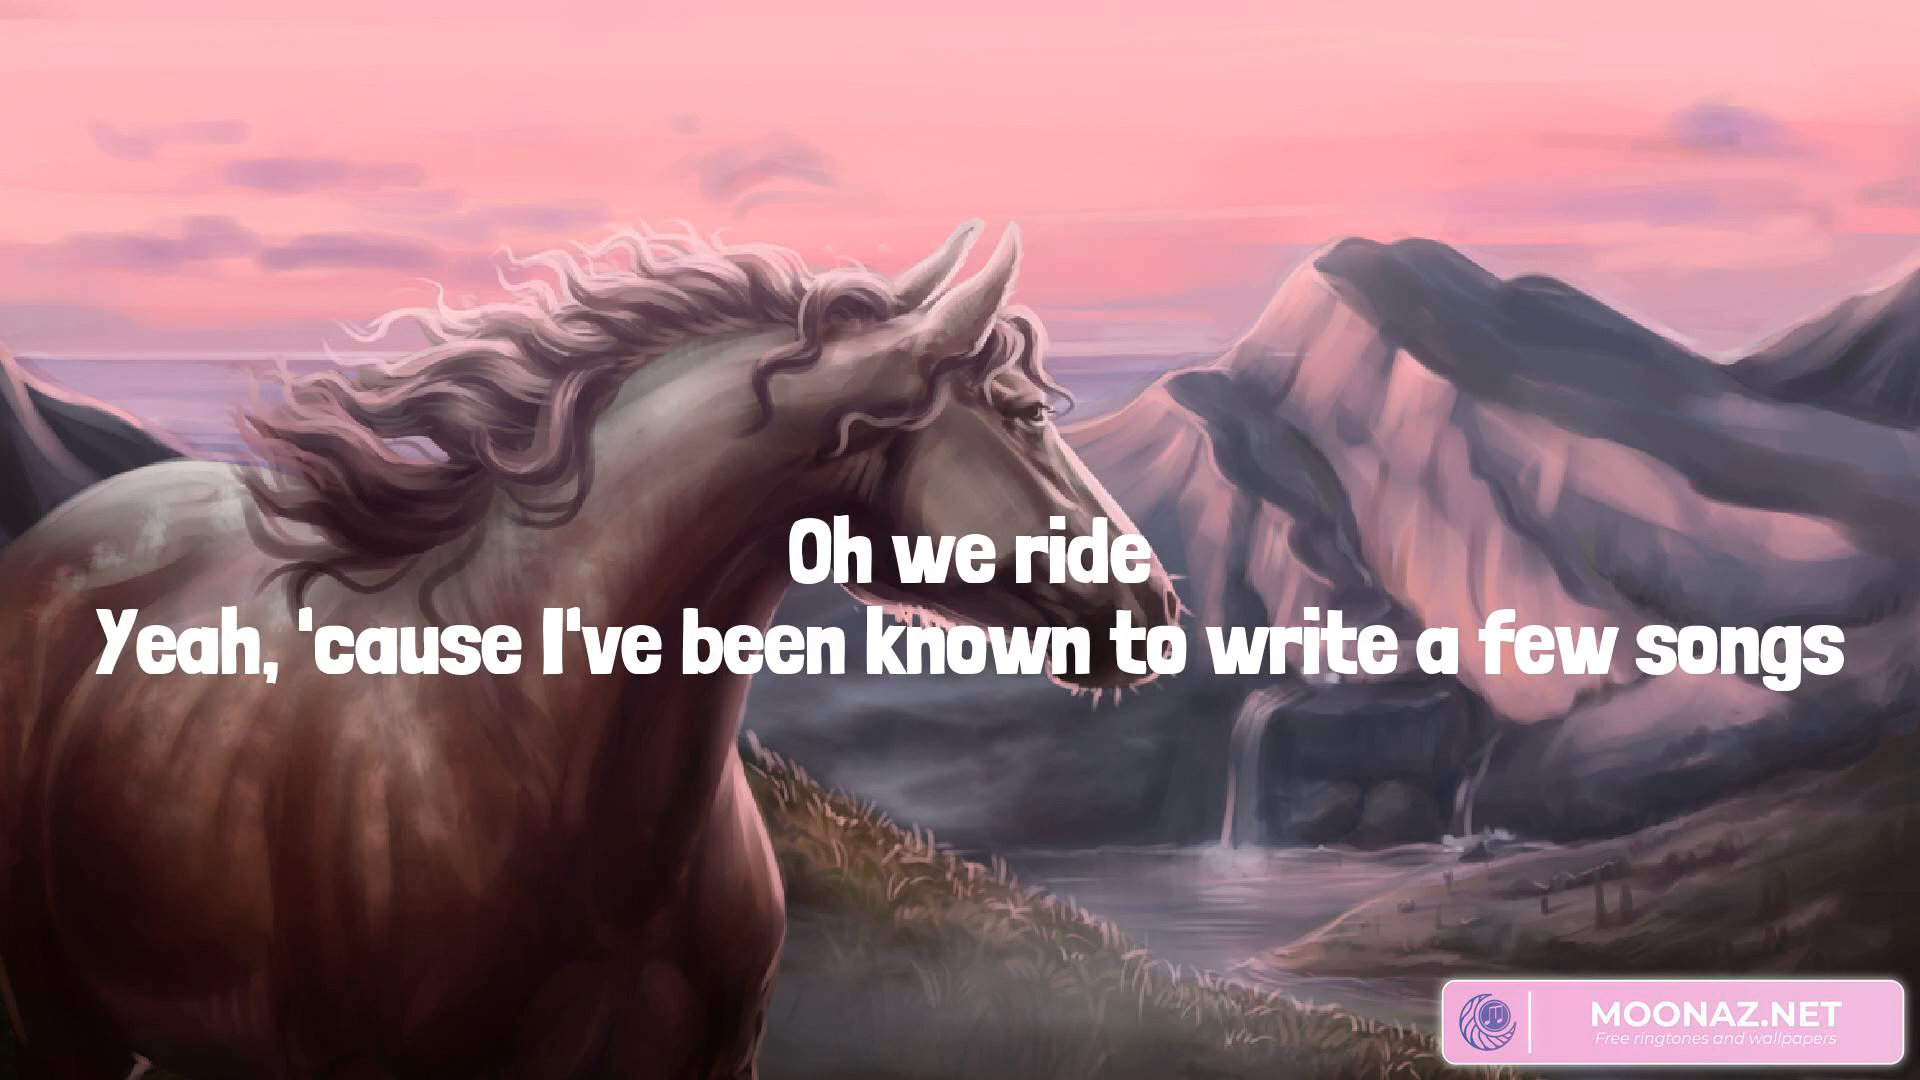 Oh we ride
Yeah, 'cause I've been known to write a few songs
MOONAZ.NET
Free ringtones and wallpapers